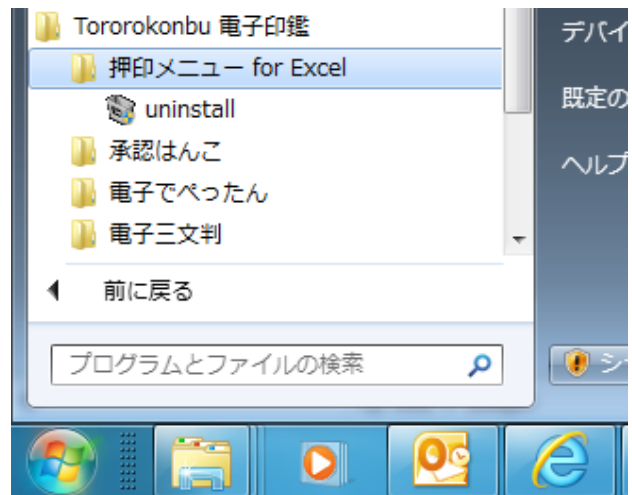 Tororokonbu 電子印鑑
押印メニュー for Excel
uninstall
承認はんこ
電子でぺったん
電子三文判
前に戻る
プログラムとファイルの検索
デバイ
既定の
ヘルプ
シ